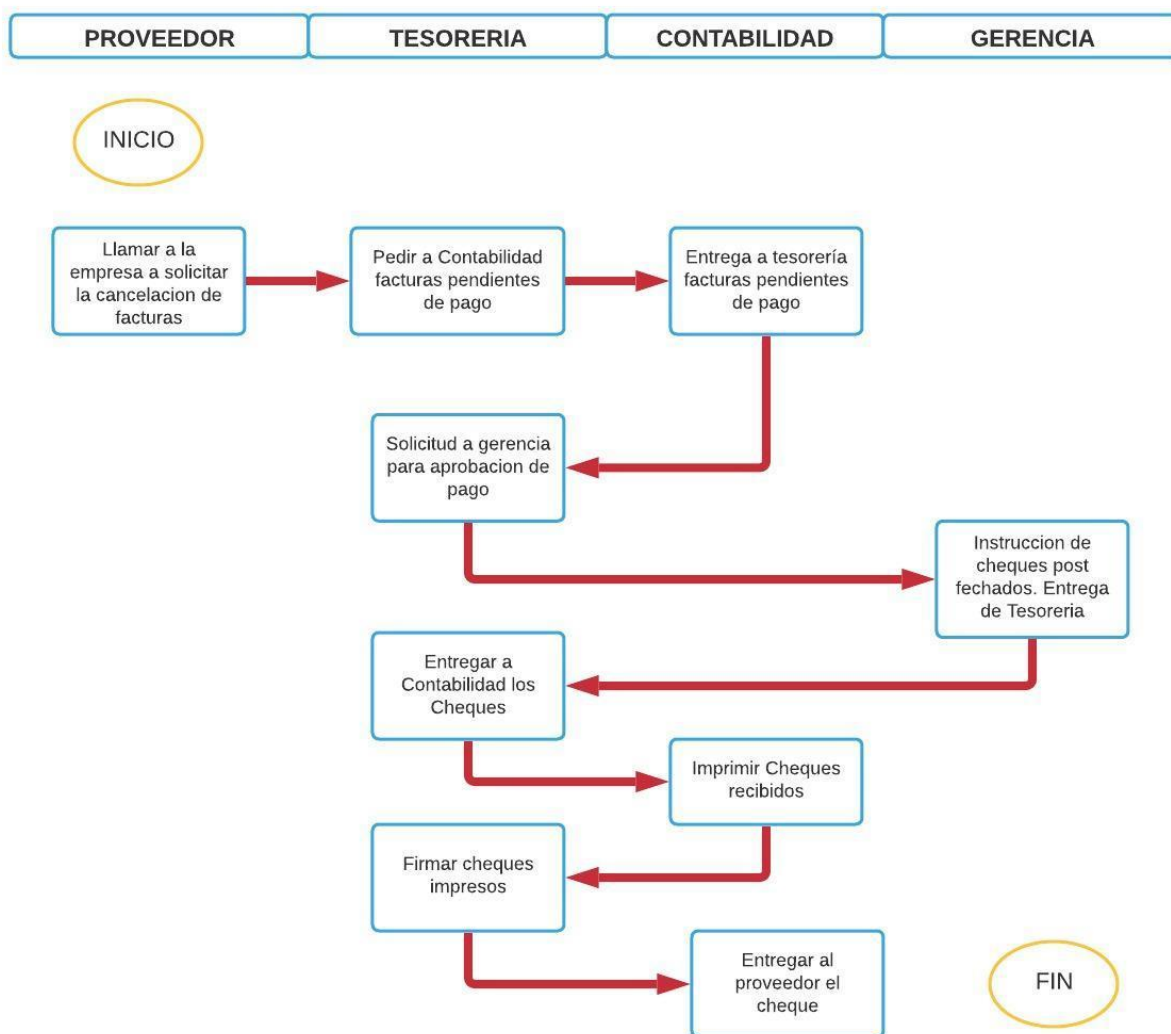 PROVEEDOR
TESORERIA
CONTABILIDAD
GERENCIA
INICIO
Llamar a la
empresa a solicitar
la cancelacion de
facturas
Pedir a Contabilidad
facturas pendientes
de pago
Entrega a tesorería
facturas pendientes
de pago
Solicitud a gerencia
para aprobacion de
pago
Instruccion de
cheques post
fechados. Entrega
de Tesoreria
Entregar a
Contabilidad los
Cheques
Imprimir Cheques
recibidos
Firmar cheques
impresos
Entregar al
proveedor el
cheque
FIN